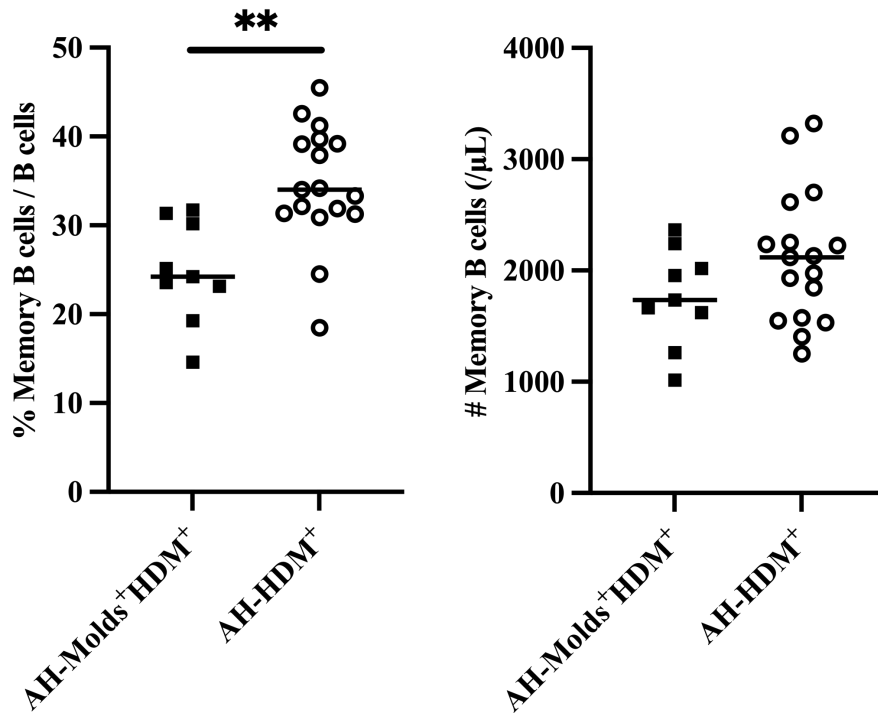 **
% Memory B cells / B cells
50
40
30
20
10
0
AH-Molds⁺HDM⁺
AH-HDM⁺
# Memory B cells (/µL)
4000
3000
2000
1000
0
AH-Molds⁺HDM⁺
AH-HDM⁺